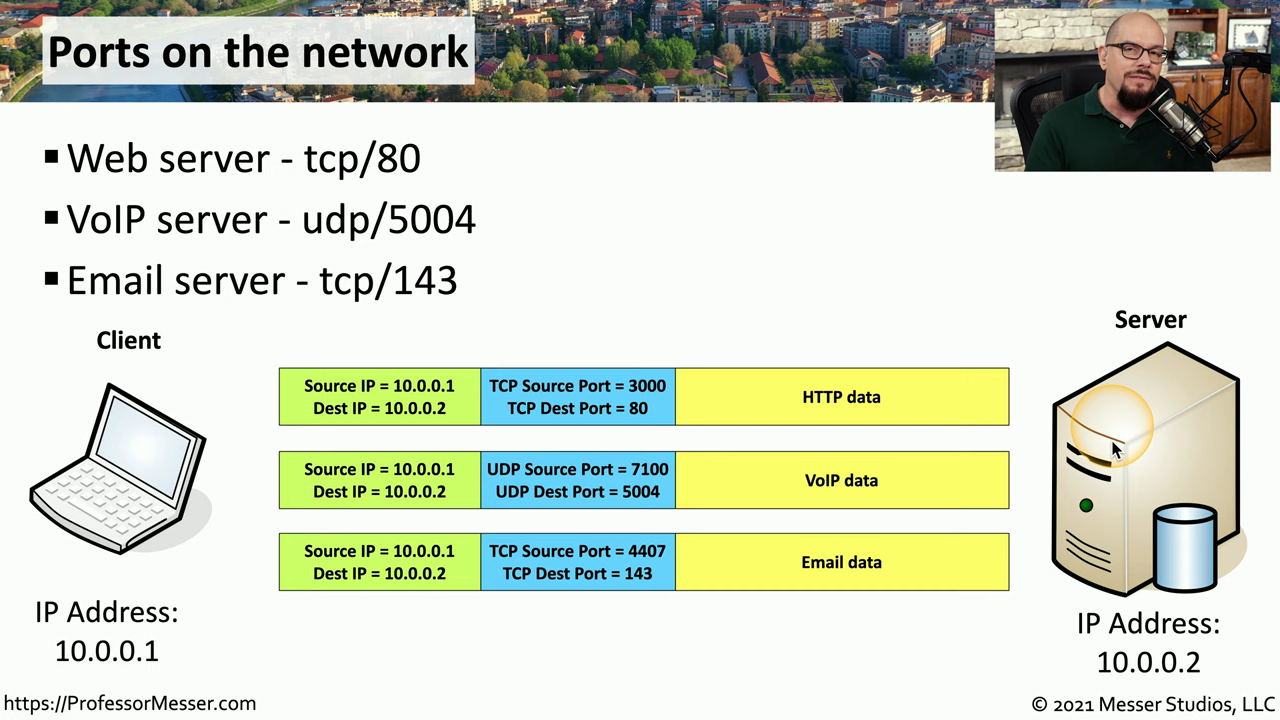 Ports on the network
▪ Web server - tcp/80
▪ VoIP server - udp/5004
▪ Email server - tcp/143
Client
Server
Source IP = 10.0.0.1
Dest IP = 10.0.0.2
TCP Source Port = 3000
TCP Dest Port = 80
HTTP data
Source IP = 10.0.0.1
Dest IP = 10.0.0.2
UDP Source Port = 7100
UDP Dest Port = 5004
VoIP data
Source IP = 10.0.0.1
Dest IP = 10.0.0.2
TCP Source Port = 4407
TCP Dest Port = 143
Email data
IP Address:
10.0.0.1
IP Address:
10.0.0.2
https://ProfessorMesser.com
© 2021 Messer Studios, LLC